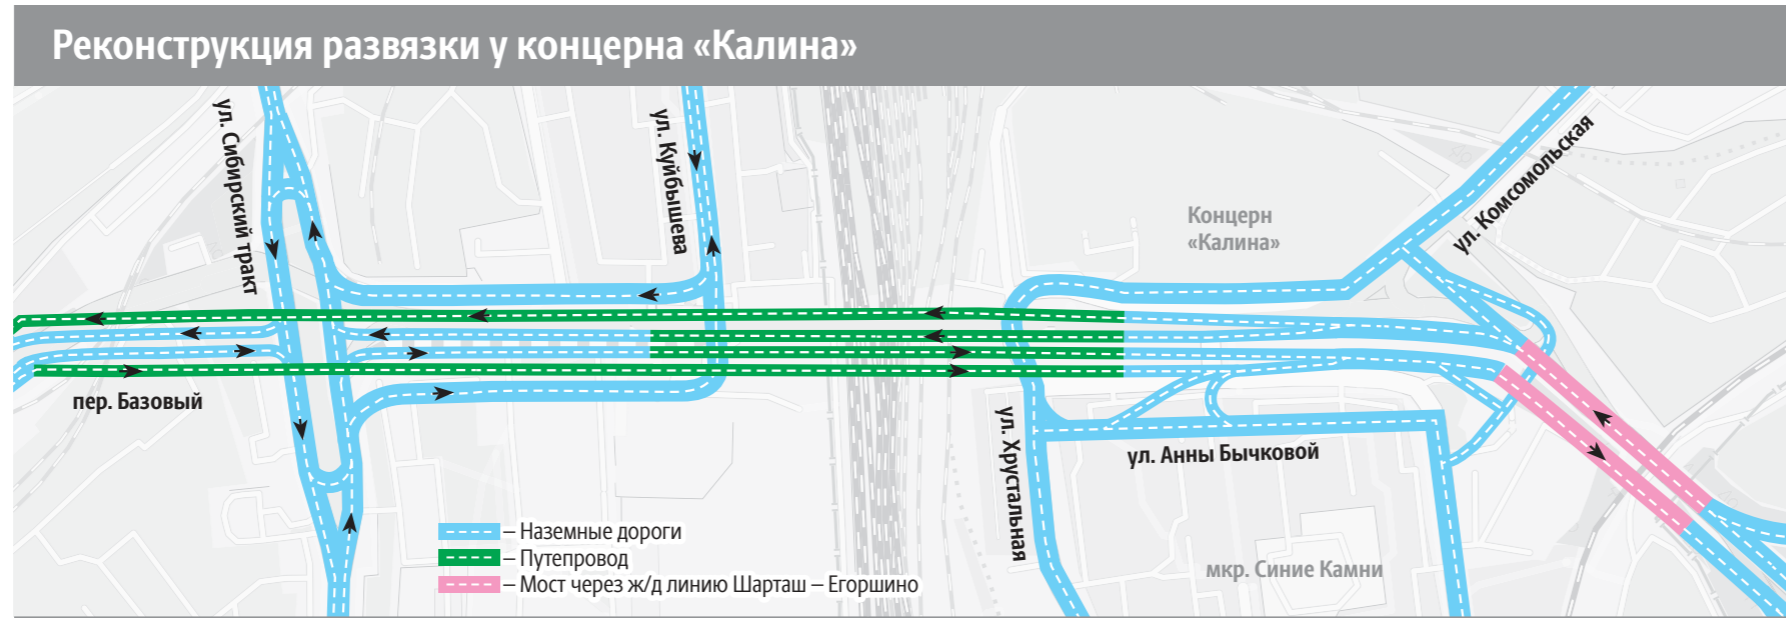 Реконструкция развязки у концерна «Калина»
ул. Сибирский тракт
ул. Куйбышева
Концерн
«Калина»
ул. Комсомольская
пер. Базовый
ул. Хрустальная
ул. Анны Бычковой
мкр. Синие Камни
– Наземные дороги
– Путепровод
– Мост через ж/д линию Шарташ – Егоршино